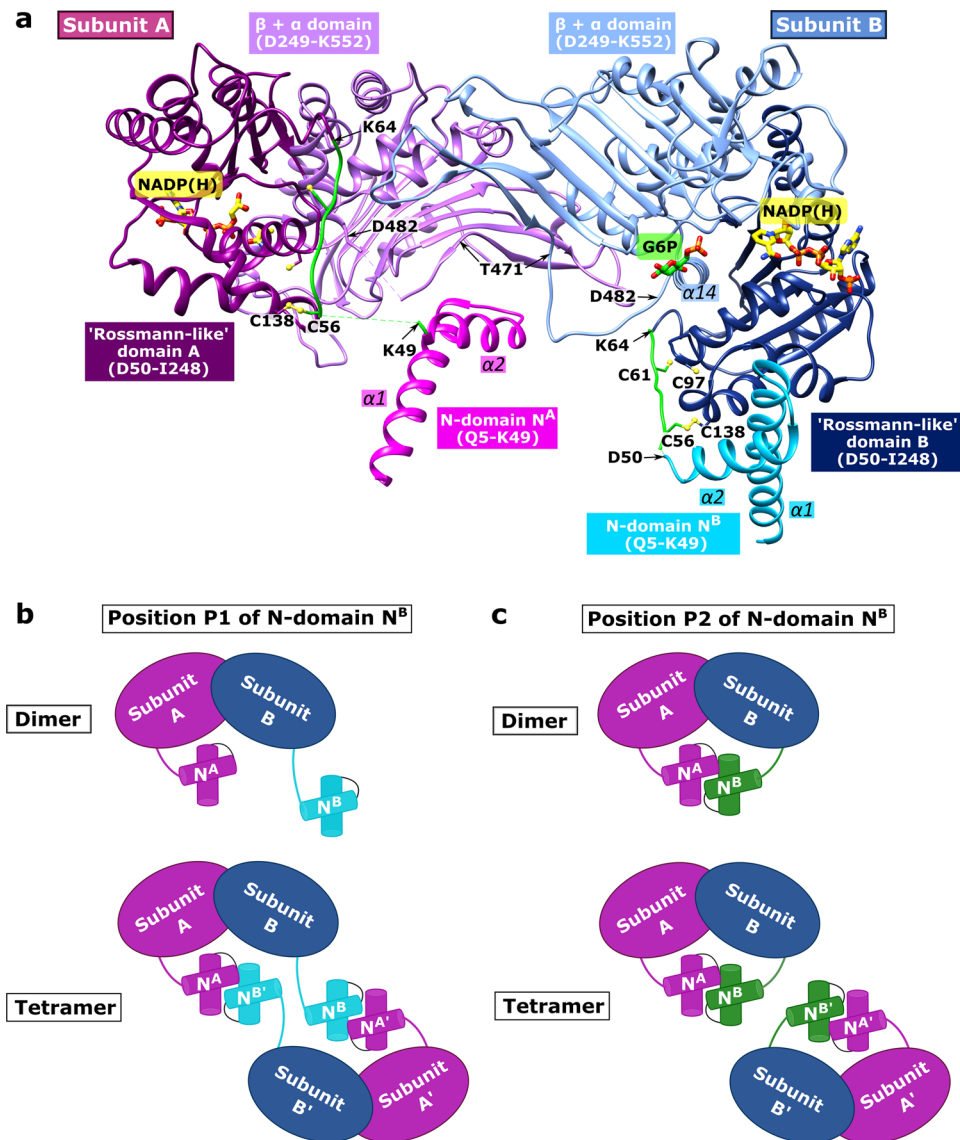 a
Subunit A
β + α domain
(D249-K552)
β + α domain
(D249-K552)
Subunit B
K64
NADP(H)
NADP(H)
D482
G6P
T471
D482
α14
C138
C56
K49
K64
'Rossmann-like'
domain A
(D50-I248)
α2
C61
C97
α1
N-domain Nᴬ
(Q5-K49)
C56
C138
'Rossmann-like'
domain B
(D50-I248)
D50
α2
α1
N-domain Nᴮ
(Q5-K49)
b
Position P1 of N-domain Nᴮ
Dimer
Subunit
A
Subunit
B
Nᴬ
Nᴮ
Tetramer
Subunit
A
Subunit
B
Nᴬ
Nᴮ'
Nᴮ
Nᴬ'
Subunit
B'
Subunit
A'
c
Position P2 of N-domain Nᴮ
Dimer
Subunit
A
Subunit
B
Nᴬ
Nᴮ
Tetramer
Subunit
A
Subunit
B
Nᴬ
Nᴮ
Nᴮ'
Nᴬ'
Subunit
B'
Subunit
A'